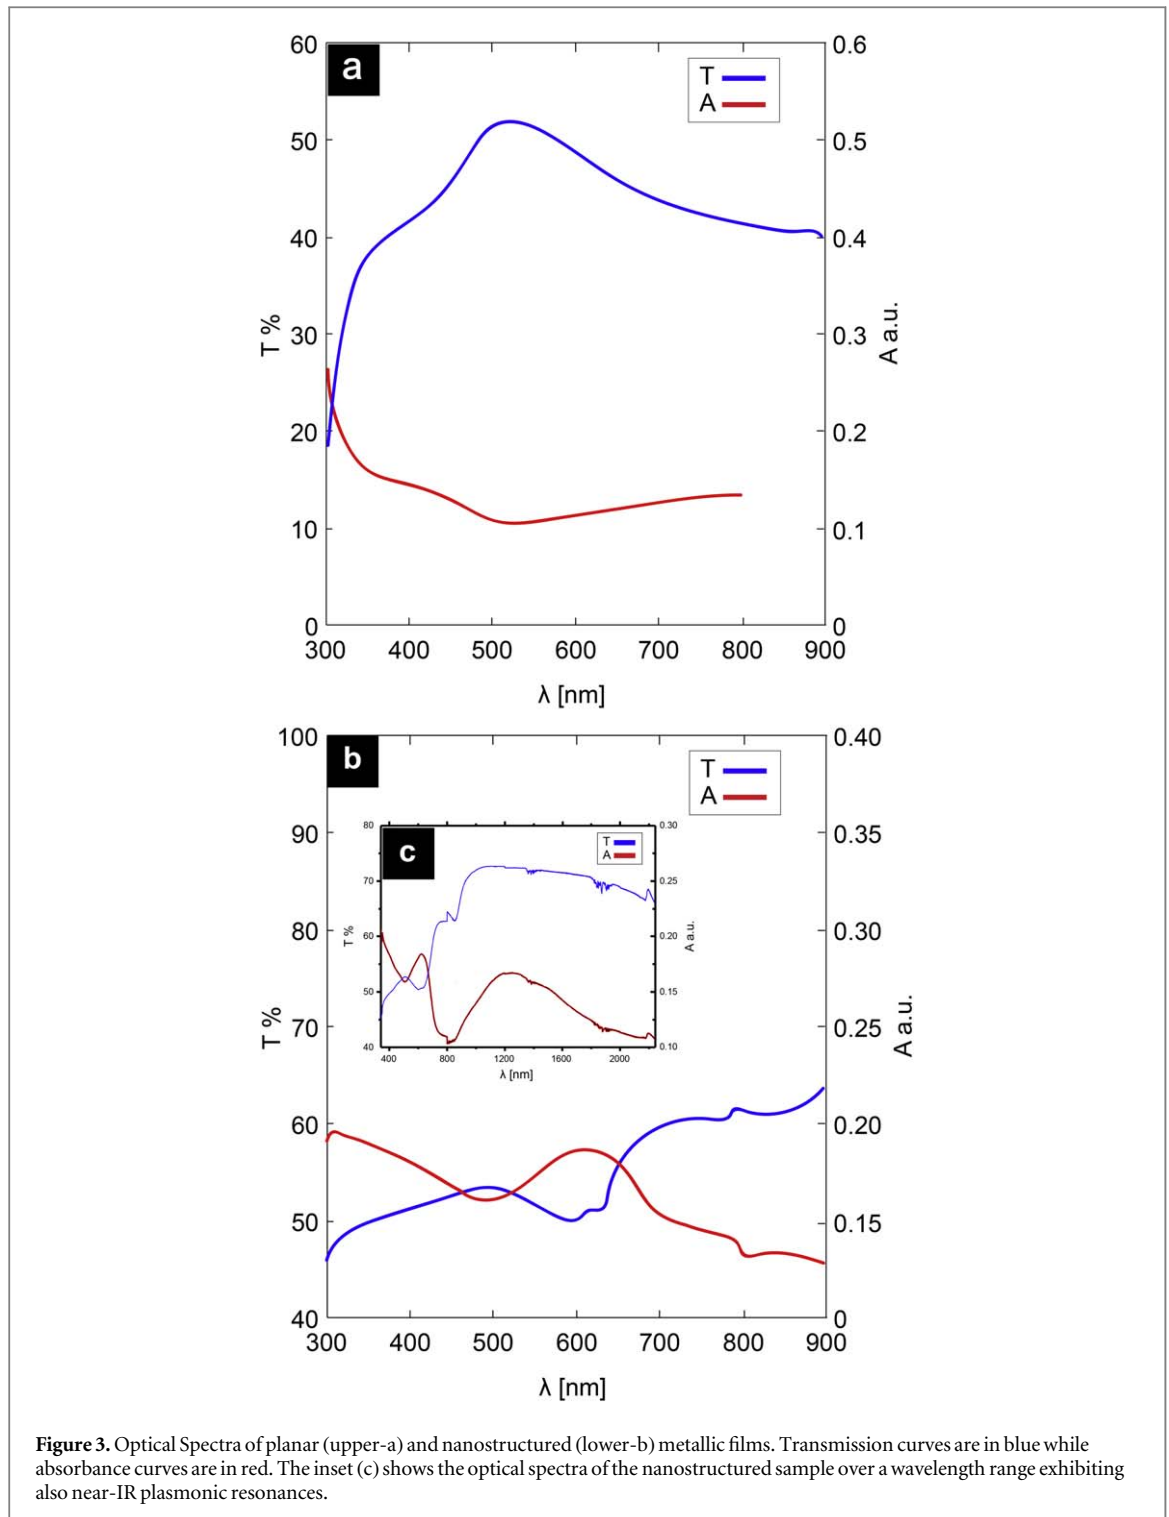 a
T
A
60
50
40
30
20
10
0
0.6
0.5
0.4
0.3
0.2
0.1
0
T %
A a.u.
300 400 500 600 700 800 900
λ [nm]
b
T
A
100
90
80
70
60
50
40
0.40
0.35
0.30
0.25
0.20
0.15
0
T %
A a.u.
c
T
A
80
70
60
50
40
0.30
0.25
0.20
0.15
0.10
T %
A a.u.
400 800 1200 1600 2000
λ [nm]
300 400 500 600 700 800 900
λ [nm]
Figure 3. Optical Spectra of planar (upper-a) and nanostructured (lower-b) metallic films. Transmission curves are in blue while
absorbance curves are in red. The inset (c) shows the optical spectra of the nanostructured sample over a wavelength range exhibiting
also near-IR plasmonic resonances.